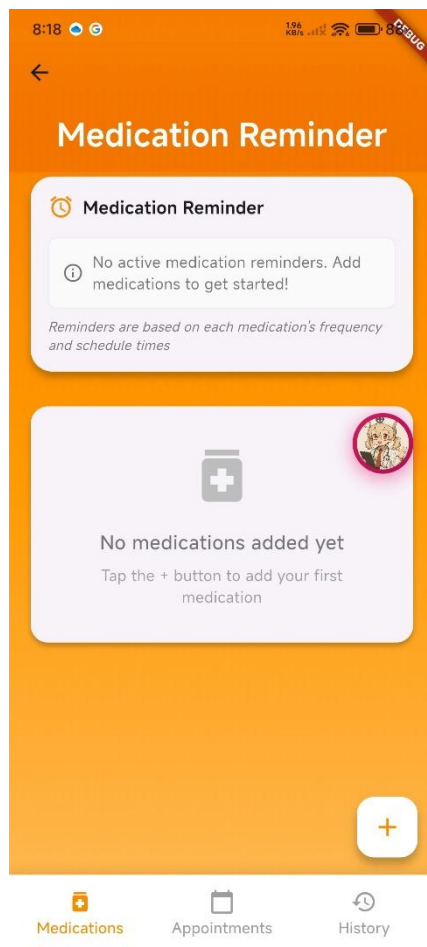 8:18
1.96
KB/s
DEBUG
Medication Reminder
Medication Reminder
No active medication reminders. Add
medications to get started!
Reminders are based on each medication's frequency
and schedule times
No medications added yet
Tap the + button to add your first
medication
+
Medications
Appointments
History